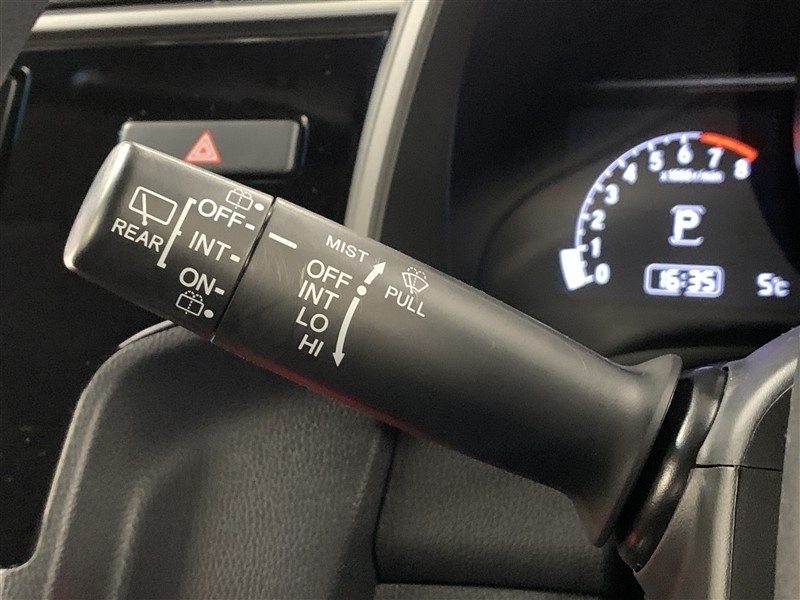 REAR
OFF
INT
ON
MIST
OFF
INT
LO
HI
PULL
0
1
2
3
4
5
6
7
8
x1000r/min
P
16:35
5℃